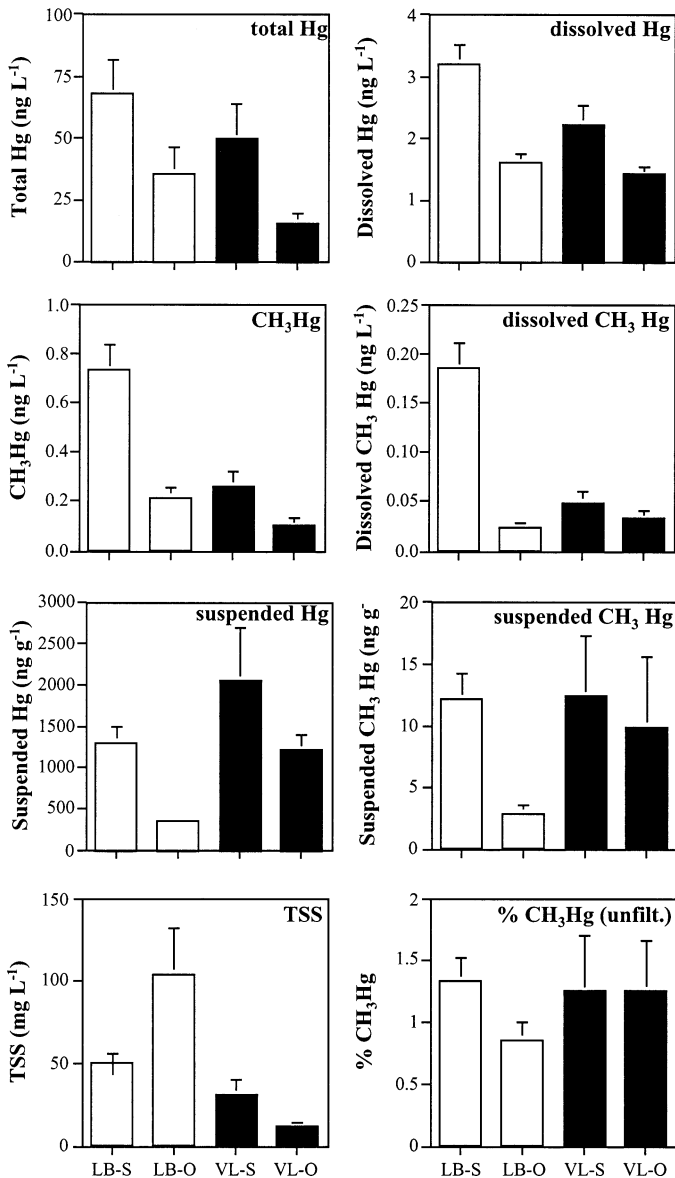 total Hg
Total Hg (ng L-1)
100
75
50
25
0
dissolved Hg
Dissolved Hg (ng L-1)
4
3
2
1
0
CH3Hg
CH3Hg (ng L-1)
1.0
0.8
0.6
0.4
0.2
0.0
dissolved CH3 Hg
Dissolved CH3 Hg (ng L-1)
0.25
0.20
0.15
0.10
0.05
0.0
suspended Hg
Suspended Hg (ng g-1)
3000
2500
2000
1500
1000
500
0
suspended CH3 Hg
Suspended CH3 Hg (ng g-
20
15
10
5
0
TSS
TSS (mg L-1)
150
100
50
0
LB-S LB-O VL-S VL-O
% CH3Hg (unfilt.)
% CH3Hg
2
1.5
1
0.5
0
LB-S LB-O VL-S VL-O